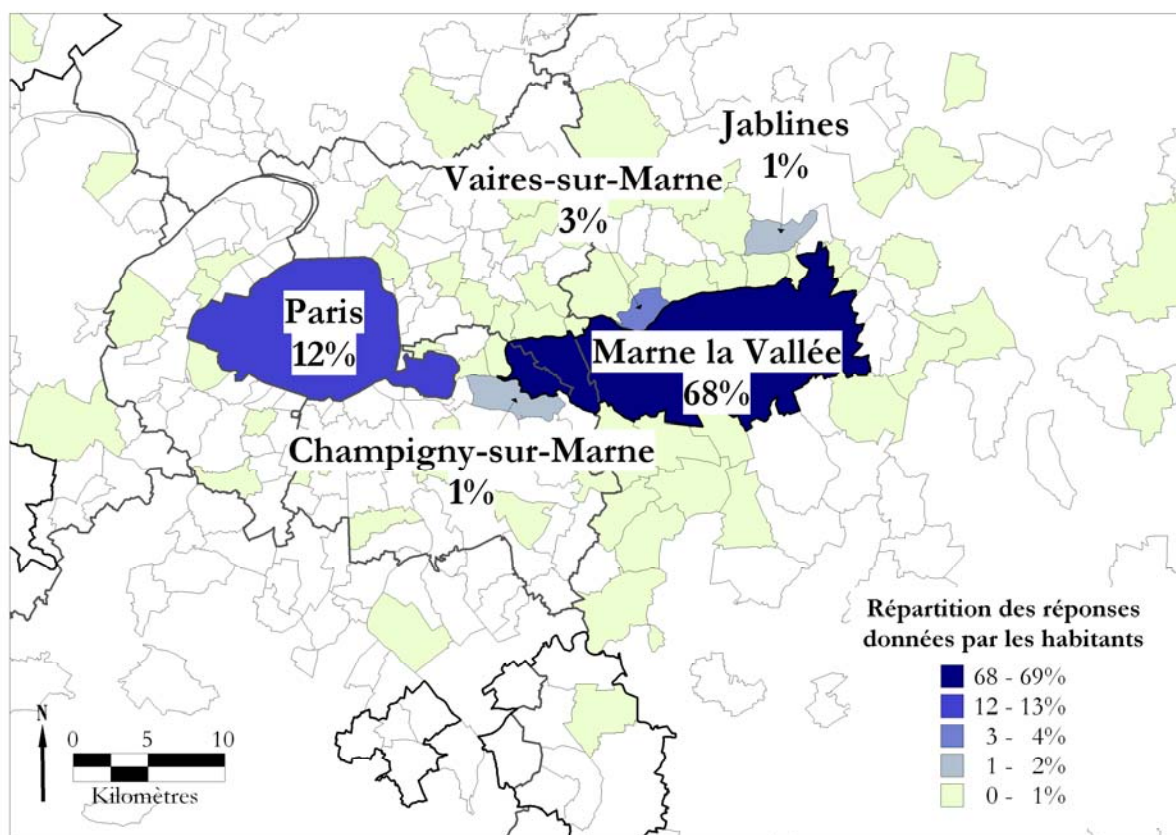 Jablines
1%
Vaires-sur-Marne
3%
Paris
12%
Marne la Vallée
68%
Champigny-sur-Marne
1%
Répartition des réponses
données par les habitants
68 - 69%
12 - 13%
3 - 4%
1 - 2%
0 - 1%
N
0 5 10
Kilomètres